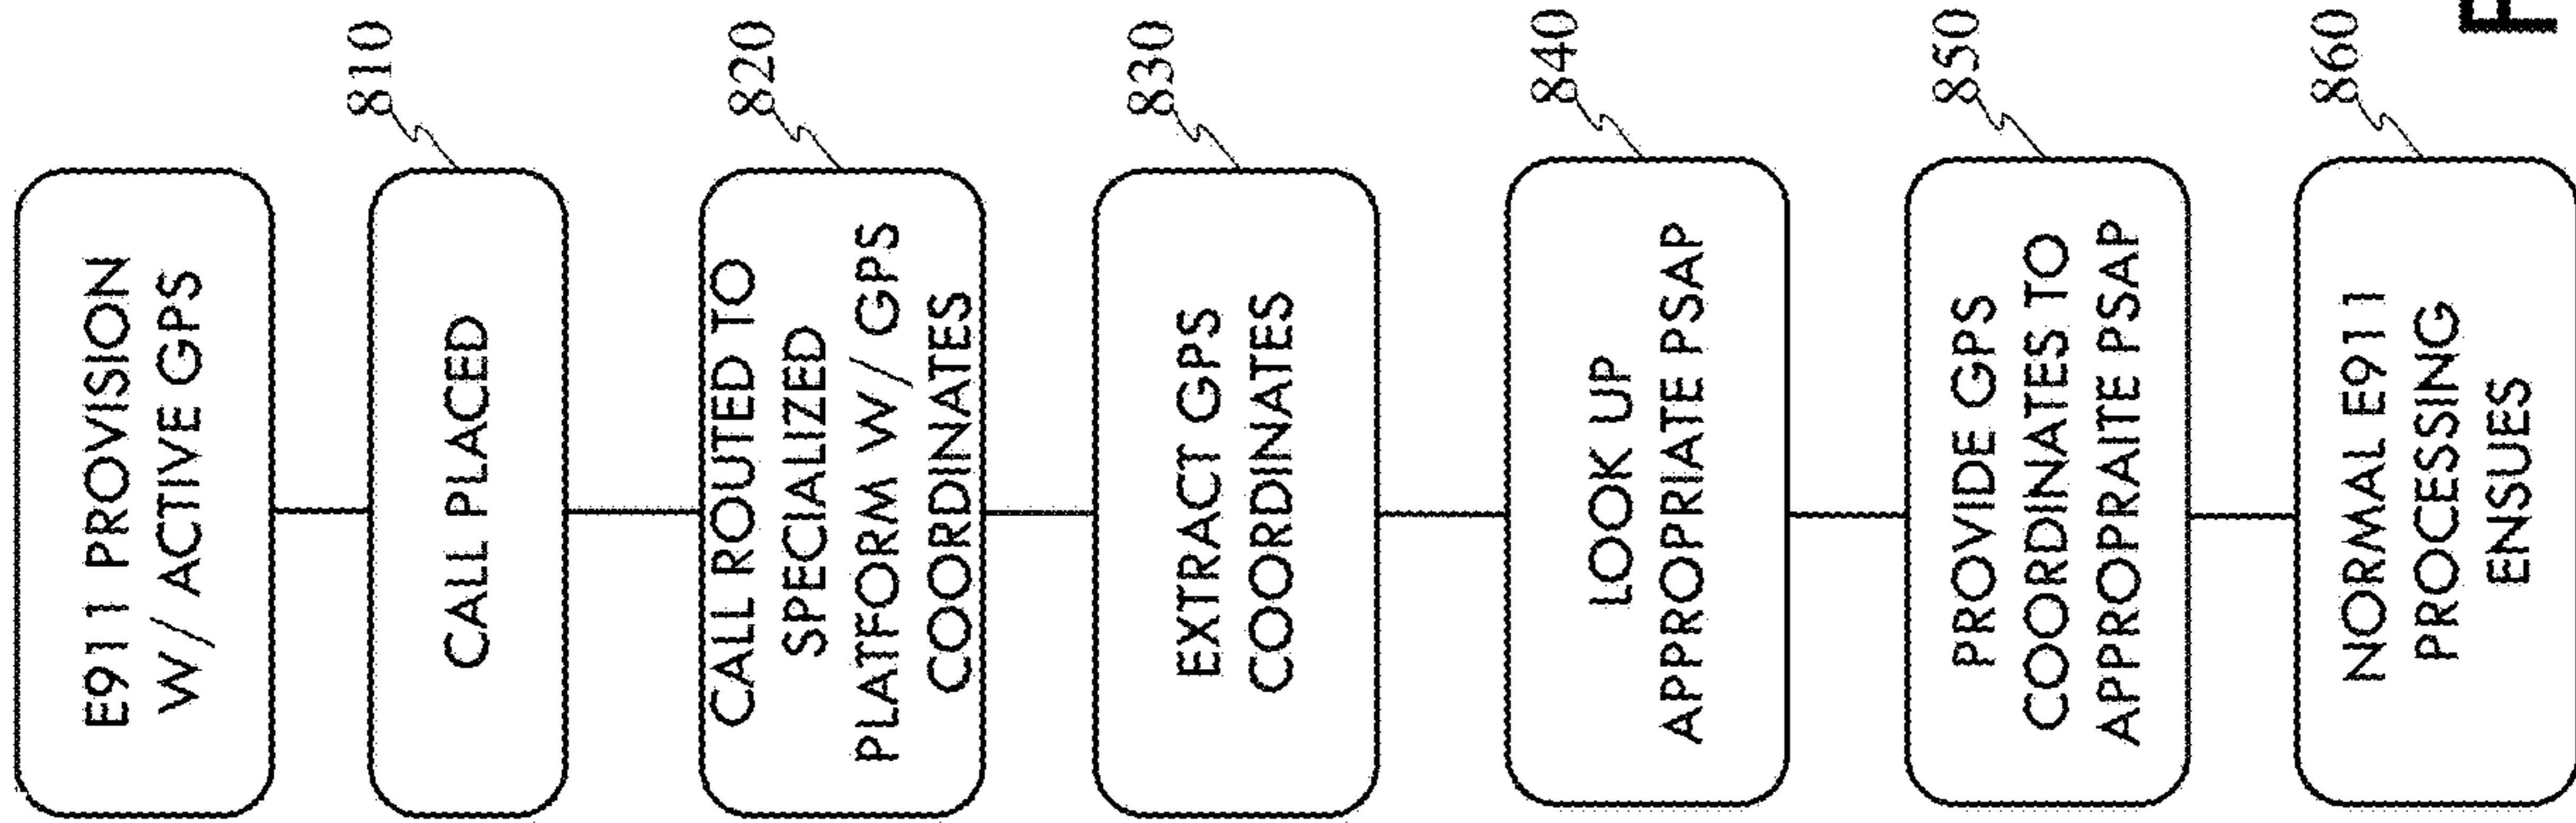 E911 PROVISION
W/ ACTIVE GPS
810
CALL PLACED
820
CALL ROUTED TO
SPECIALIZED
PLATFORM W/ GPS
COORDINATES
830
EXTRACT GPS
COORDINATES
840
LOOK UP
APPROPRIATE PSAP
850
PROVIDE GPS
COORDINATES TO
APPROPRAITE PSAP
860
NORMAL E911
PROCESSING
ENSUES